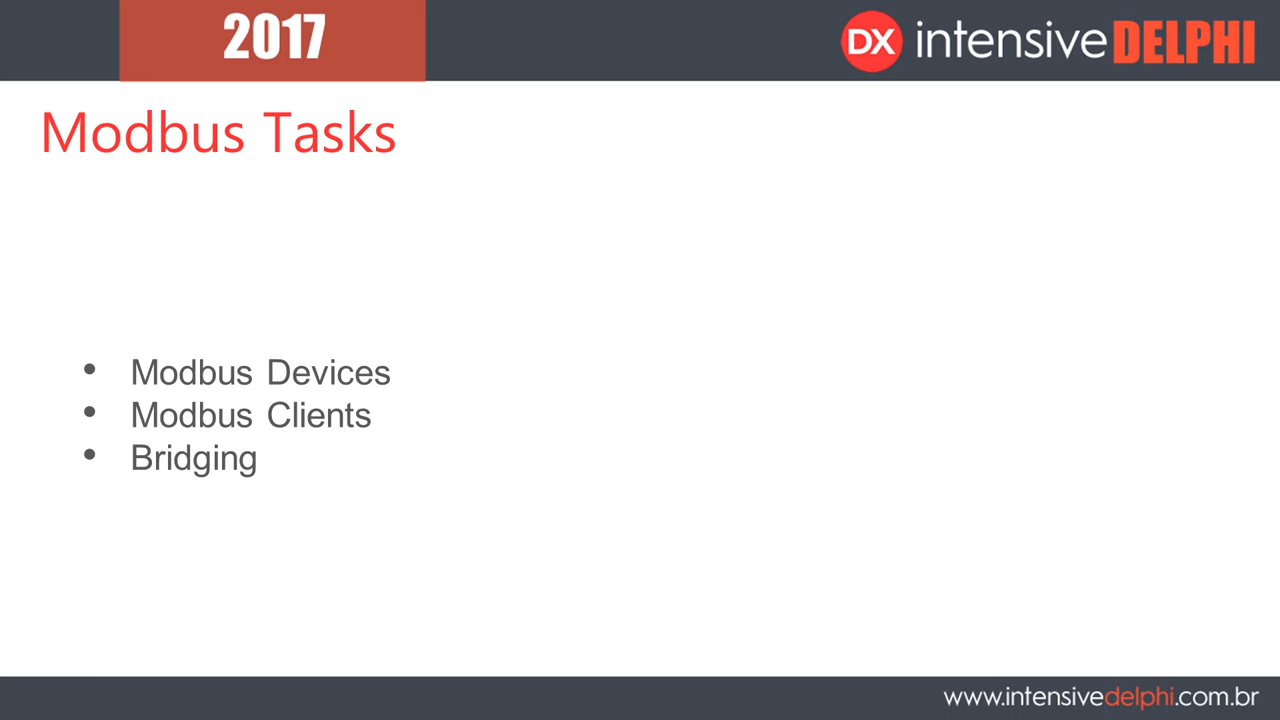 2017
DX intensiveDELPHI
Modbus Tasks
• Modbus Devices
• Modbus Clients
• Bridging
www.intensivedelphi.com.br